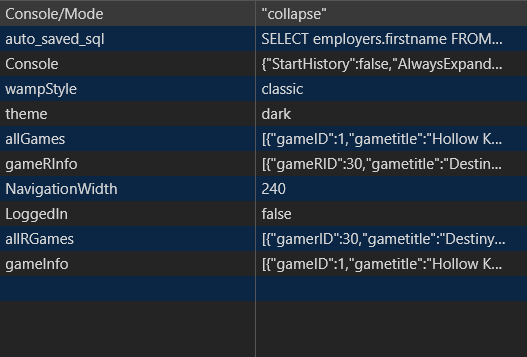 Console/Mode "collapse"
auto_saved_sql SELECT employers.firstname FROM...
Console {"StartHistory":false,"AlwaysExpand...
wampStyle classic
theme dark
allGames [{"gameID":1,"gametitle":"Hollow K...
gameRInfo [{"gameRID":30,"gametitle":"Destin...
NavigationWidth 240
LoggedIn false
allRGames [{"gamerID":30,"gametitle":"Destiny...
gameInfo [{"gameID":1,"gametitle":"Hollow K...